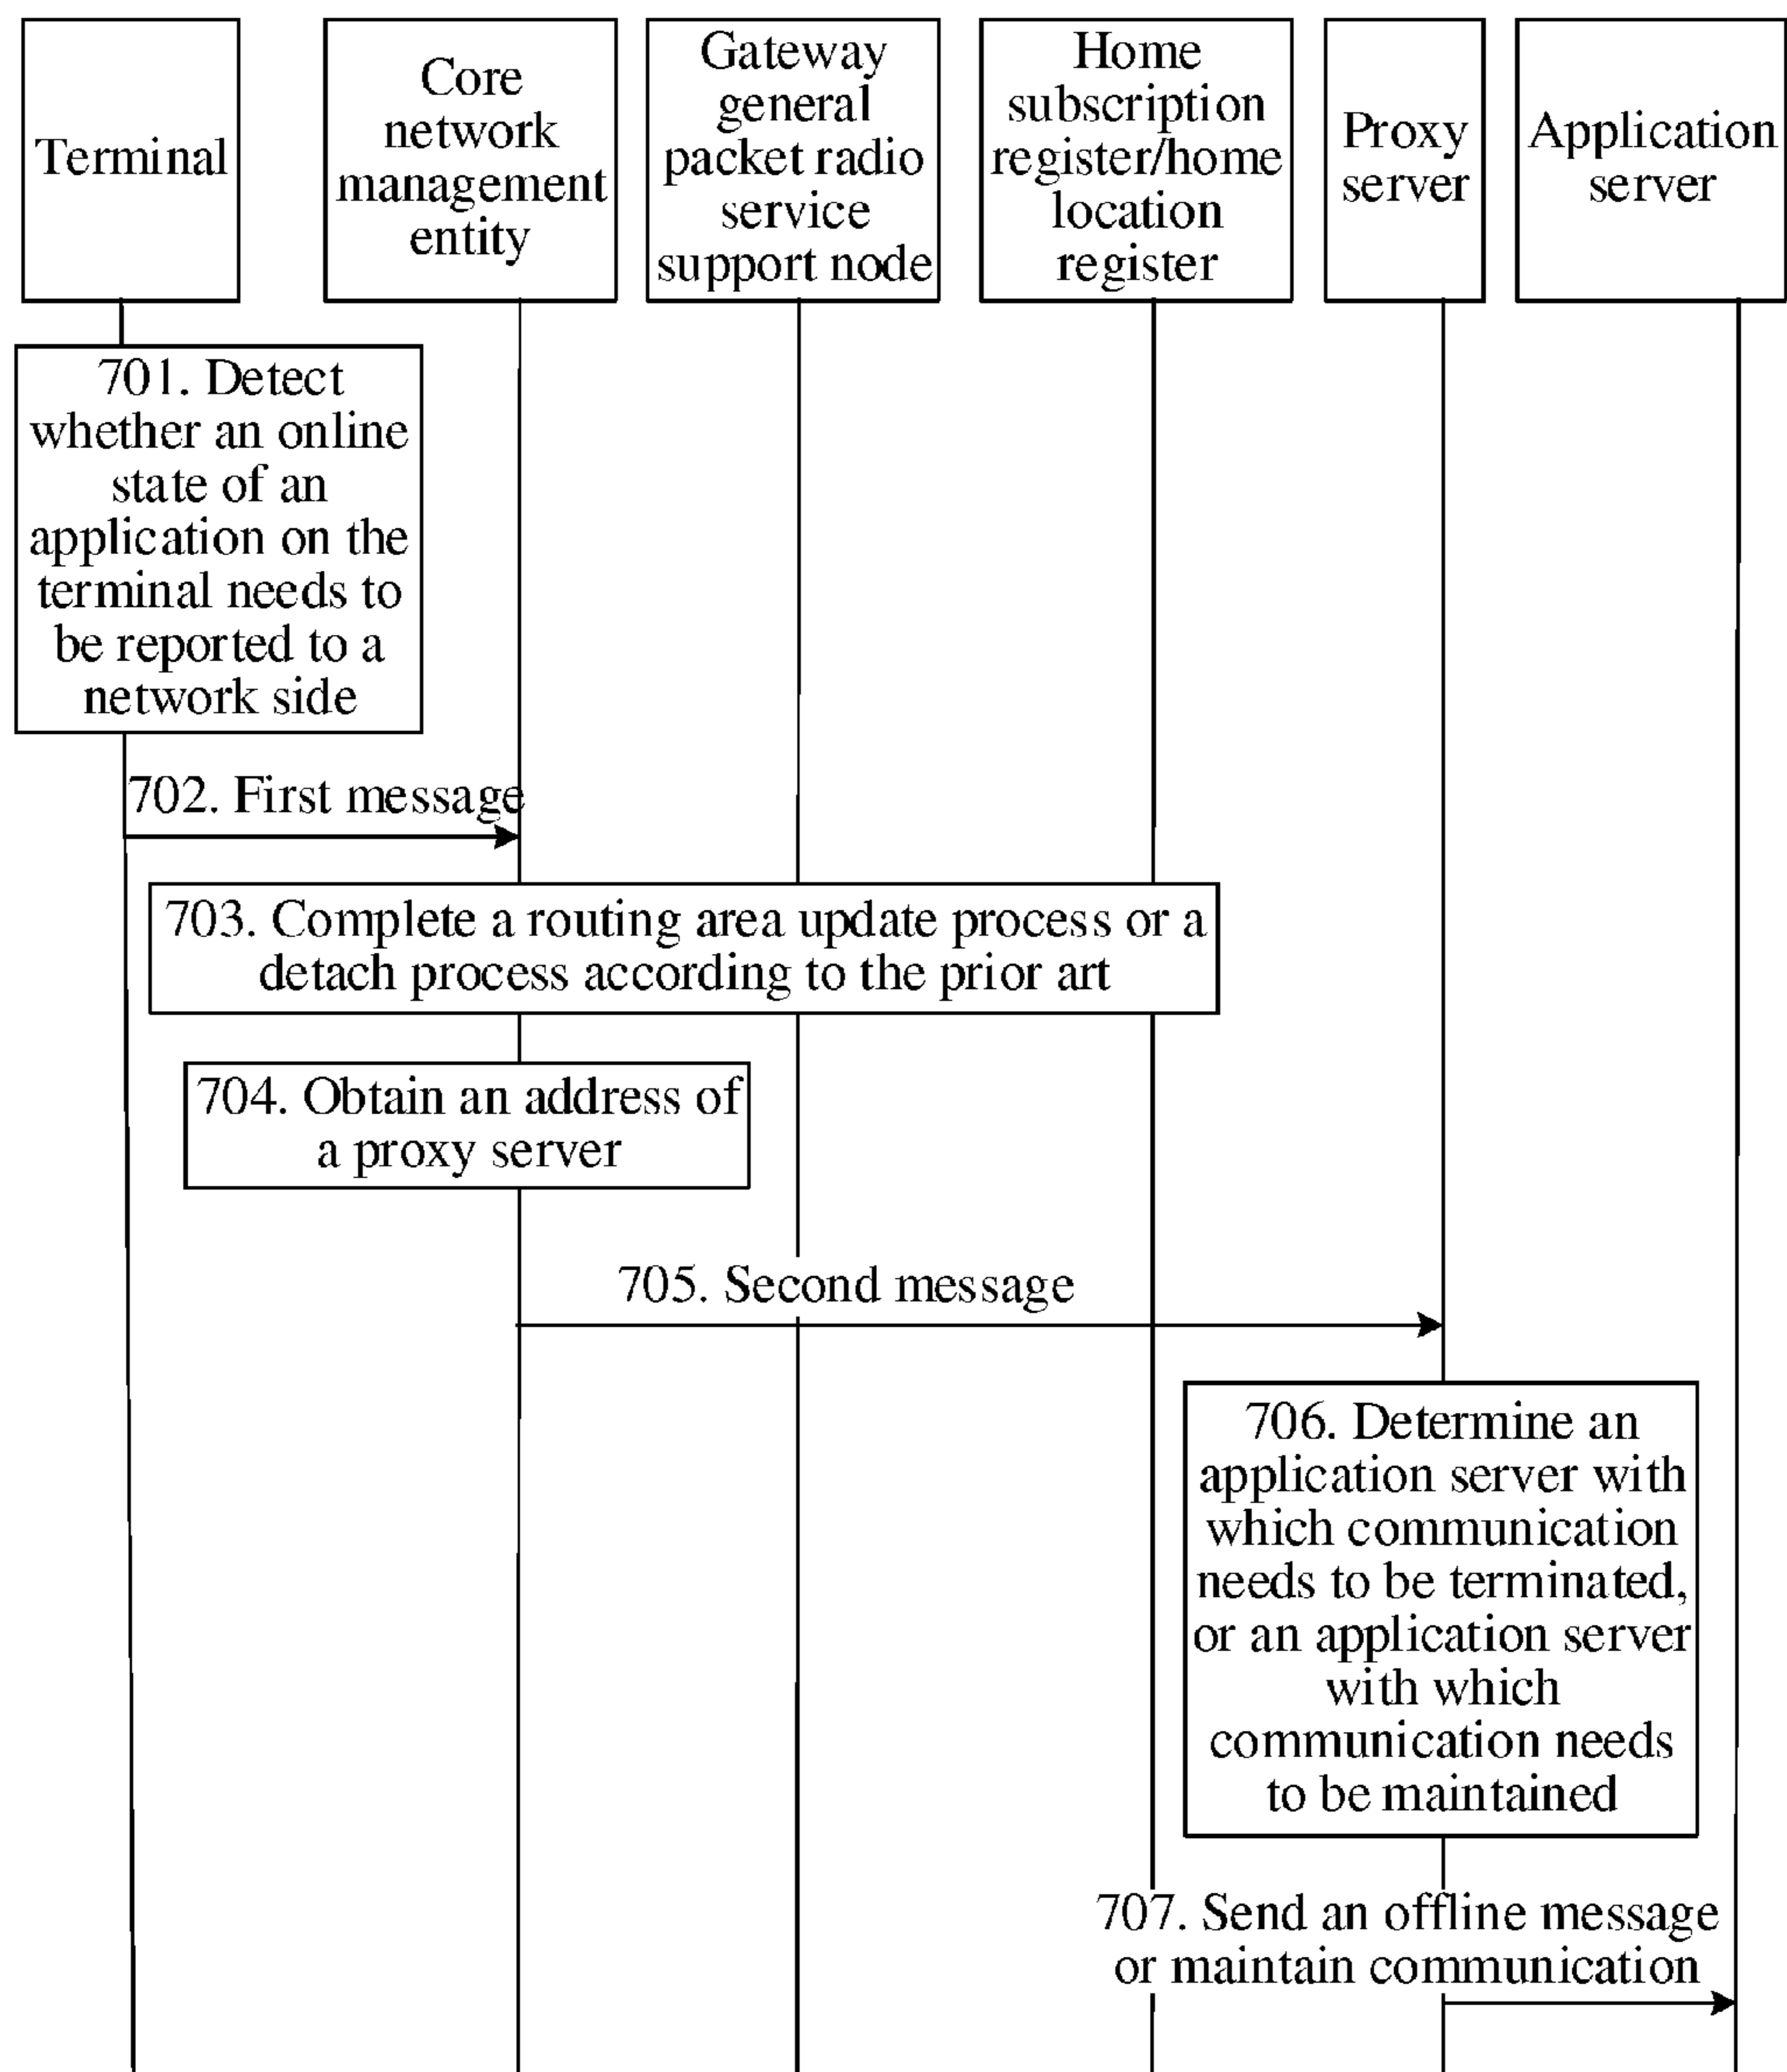 Terminal
Core
network
management
entity
Gateway
general
packet radio
service
support node
Home
subscription
register/home
location
register
Proxy
server
Application
server
701. Detect
whether an online
state of an
application on the
terminal needs to
be reported to a
network side
702. First message
703. Complete a routing area update process or a
detach process according to the prior art
704. Obtain an address of
a proxy server
705. Second message
706. Determine an
application server with
which communication
needs to be terminated,
or an application server
with which
communication needs
to be maintained
707. Send an offline message
or maintain communication